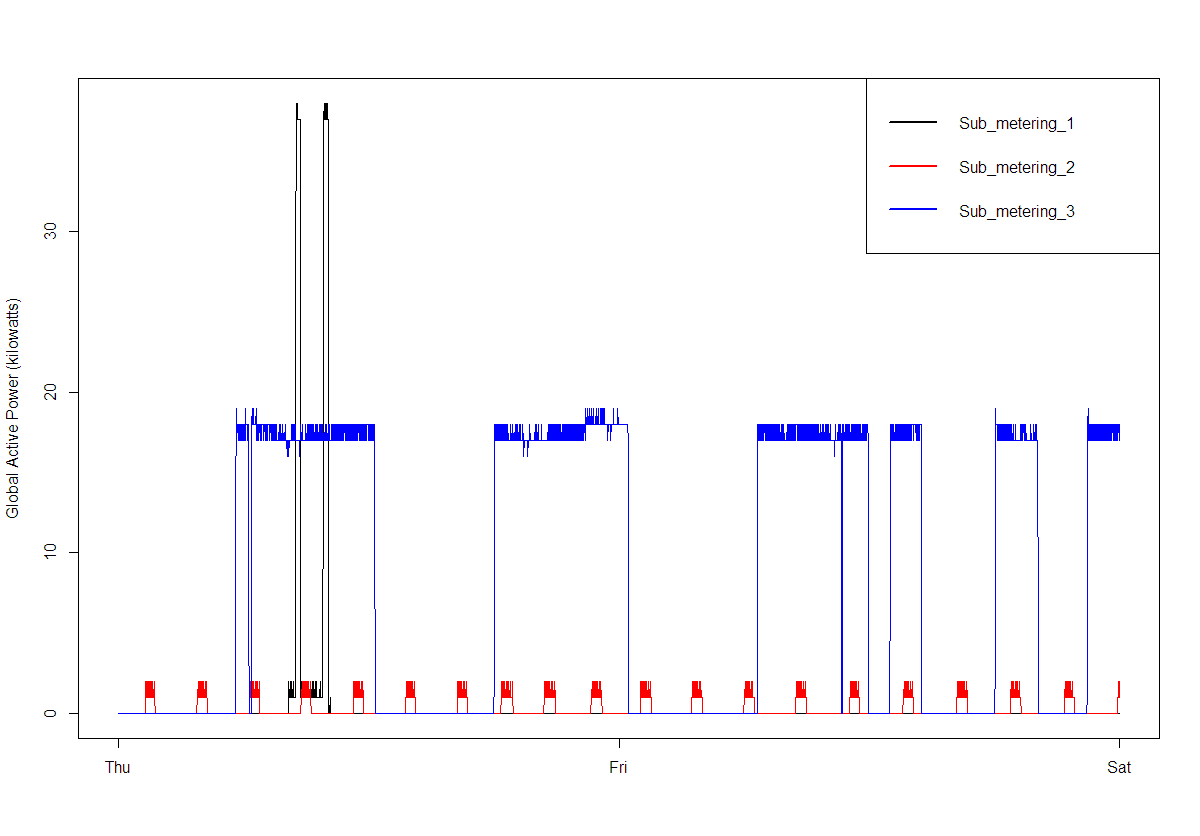 Sub_metering_1
Sub_metering_2
Sub_metering_3
Global Active Power (kilowatts)
30
20
10
0
Thu Fri Sat